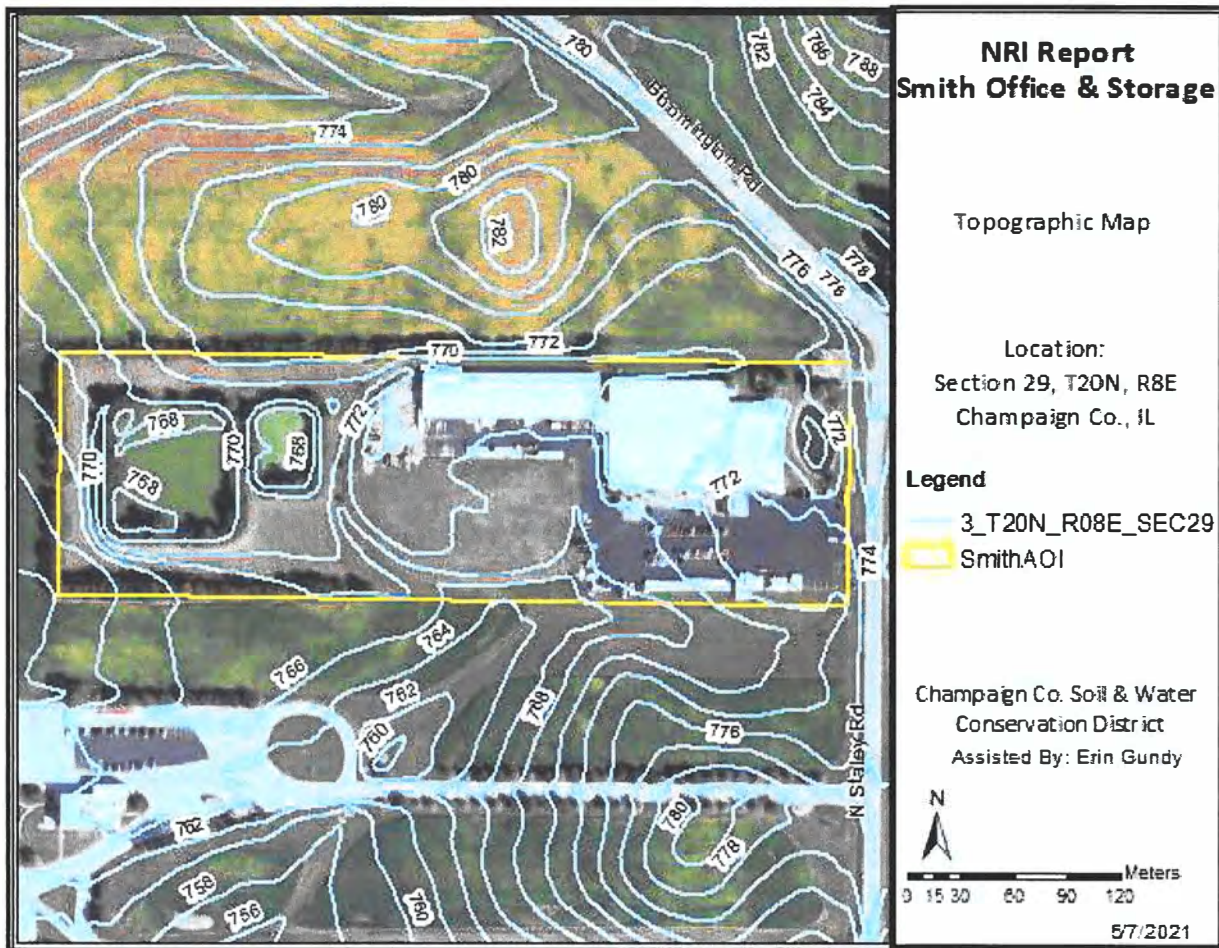 NRI Report
Smith Office & Storage
Topographic Map
Location:
Section 29, T20N, R8E
Champaign Co., IL
Legend
3_T20N_R08E_SEC29
SmithAOI
Champaign Co. Soil & Water
Conservation District
Assisted By: Erin Gundy
N
Meters
0 15 30 60 90 120
5/7/2021
780
782
786
788
784
Bloomington Rd
774
780
780
782
776
778
776
770
772
768
770
770
768
768
772
772
772
774
764
766
762
768
760
776
N Staley Rd
780
778
762
758
760
756